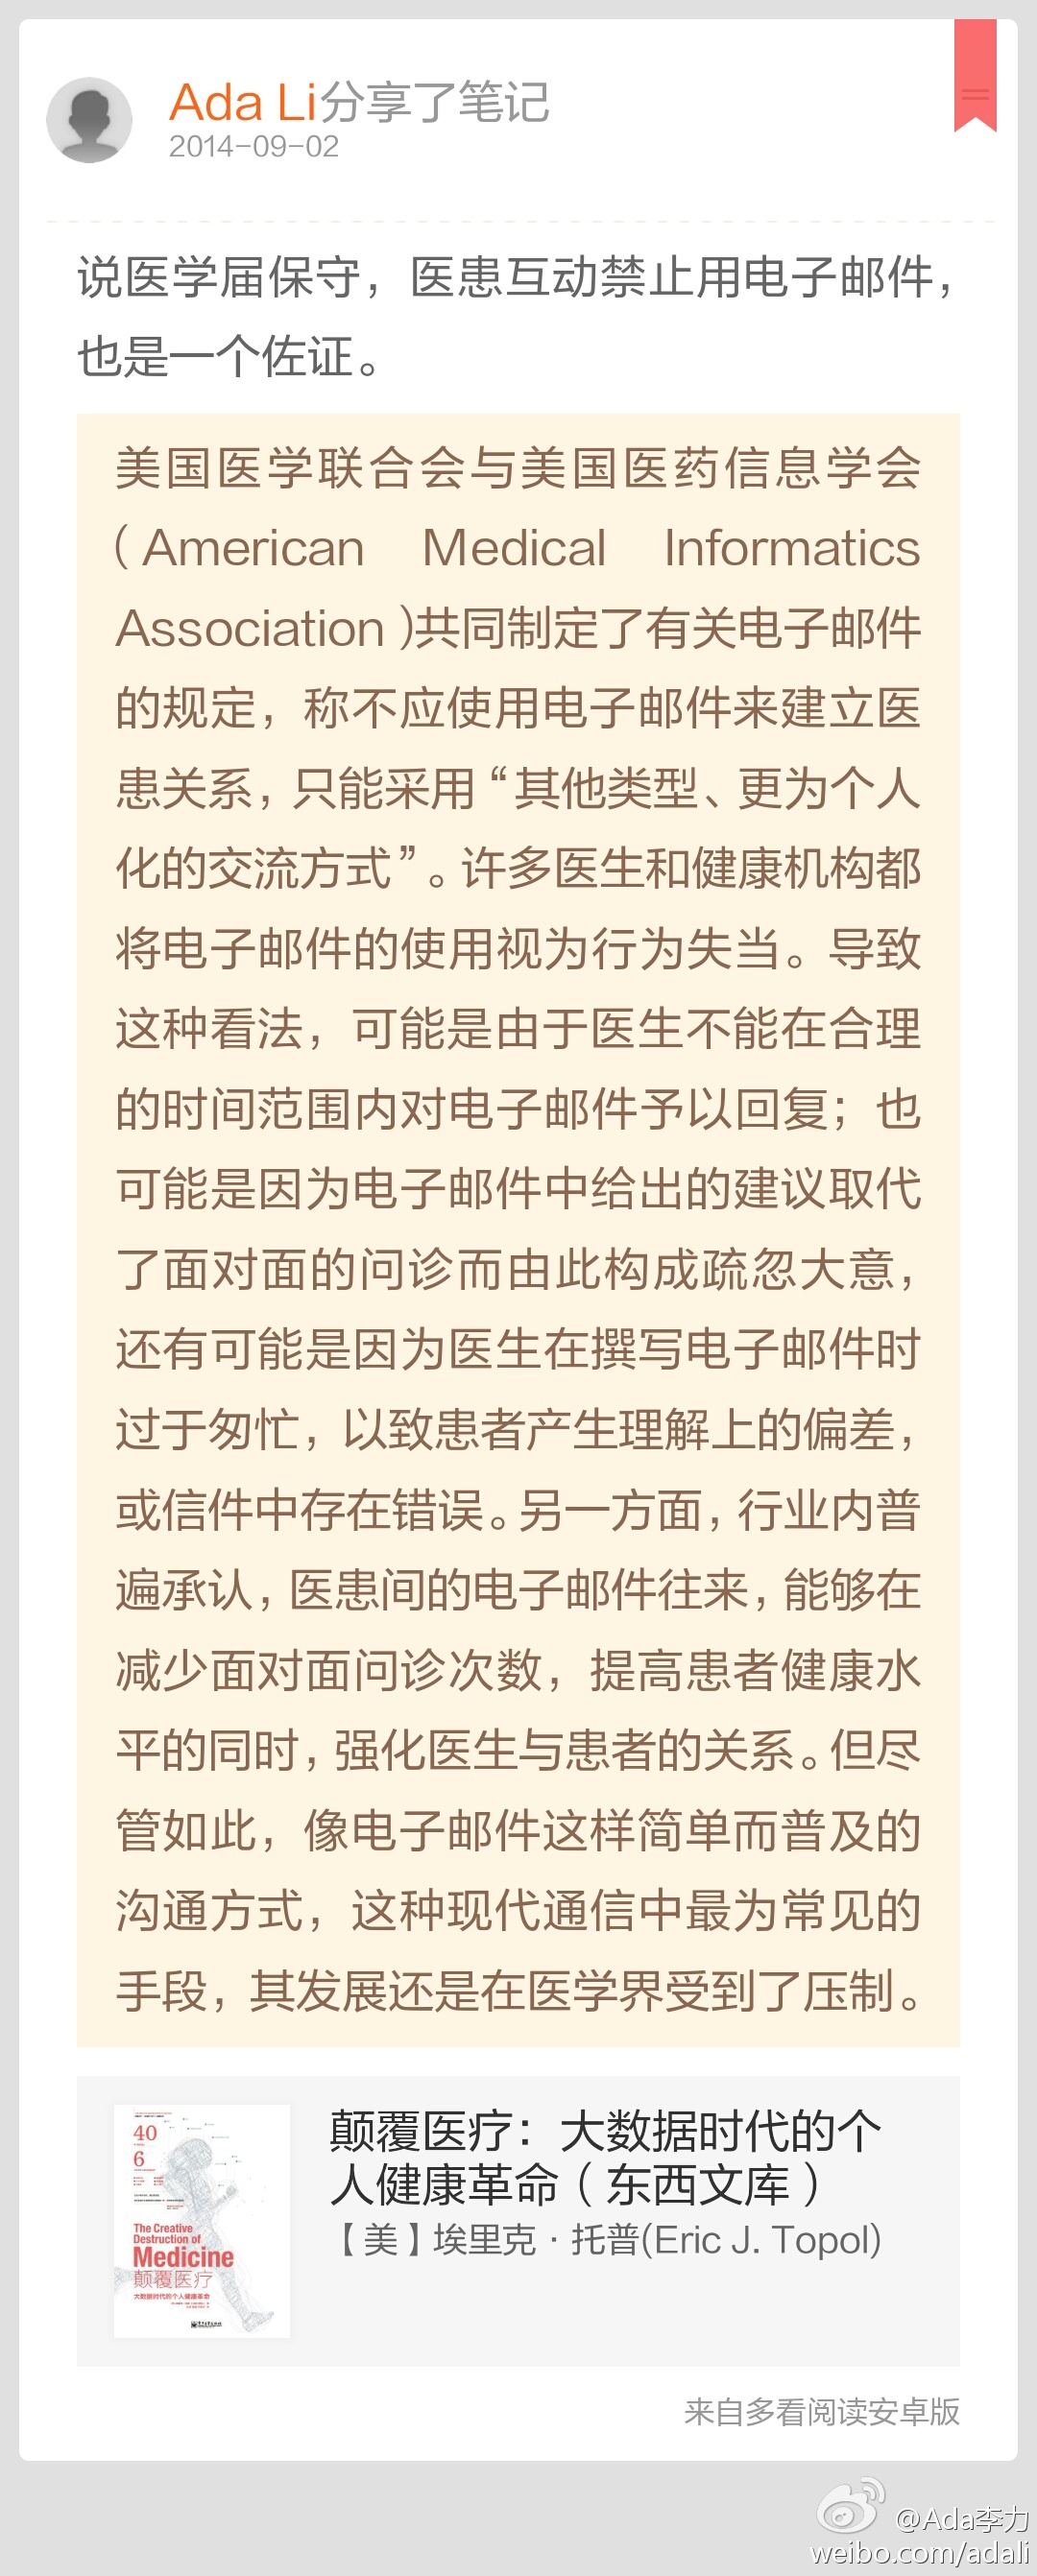 Ada Li分享了笔记
2014-09-02
说医学届保守，医患互动禁止用电子邮件，
也是一个佐证。
美国医学联合会与美国医药信息学会
（American Medical Informatics
Association )共同制定了有关电子邮件
的规定，称不应使用电子邮件来建立医
患关系，只能采用“其他类型、更为个人
化的交流方式”。许多医生和健康机构都
将电子邮件的使用视为行为失当。导致
这种看法，可能是由于医生不能在合理
的时间范围内对电子邮件予以回复；也
可能是因为电子邮件中给出的建议取代
了面对面的问诊而由此构成疏忽大意，
还有可能是因为医生在撰写电子邮件时
过于匆忙，以致患者产生理解上的偏差，
或信件中存在错误。另一方面，行业内普
遍承认，医患间的电子邮件往来，能够在
减少面对面问诊次数，提高患者健康水
平的同时，强化医生与患者的关系。但尽
管如此，像电子邮件这样简单而普及的
沟通方式，这种现代通信中最为常见的
手段，其发展还是在医学界受到了压制。
40
6
The Creative
Destruction of
Medicine
颠覆医疗
大数据时代的个人健康革命
颠覆医疗：大数据时代的个
人健康革命（东西文库）
【美】埃里克·托普(Eric J. Topol)
来自多看阅读安卓版
@Ada李力
weibo.com/adali